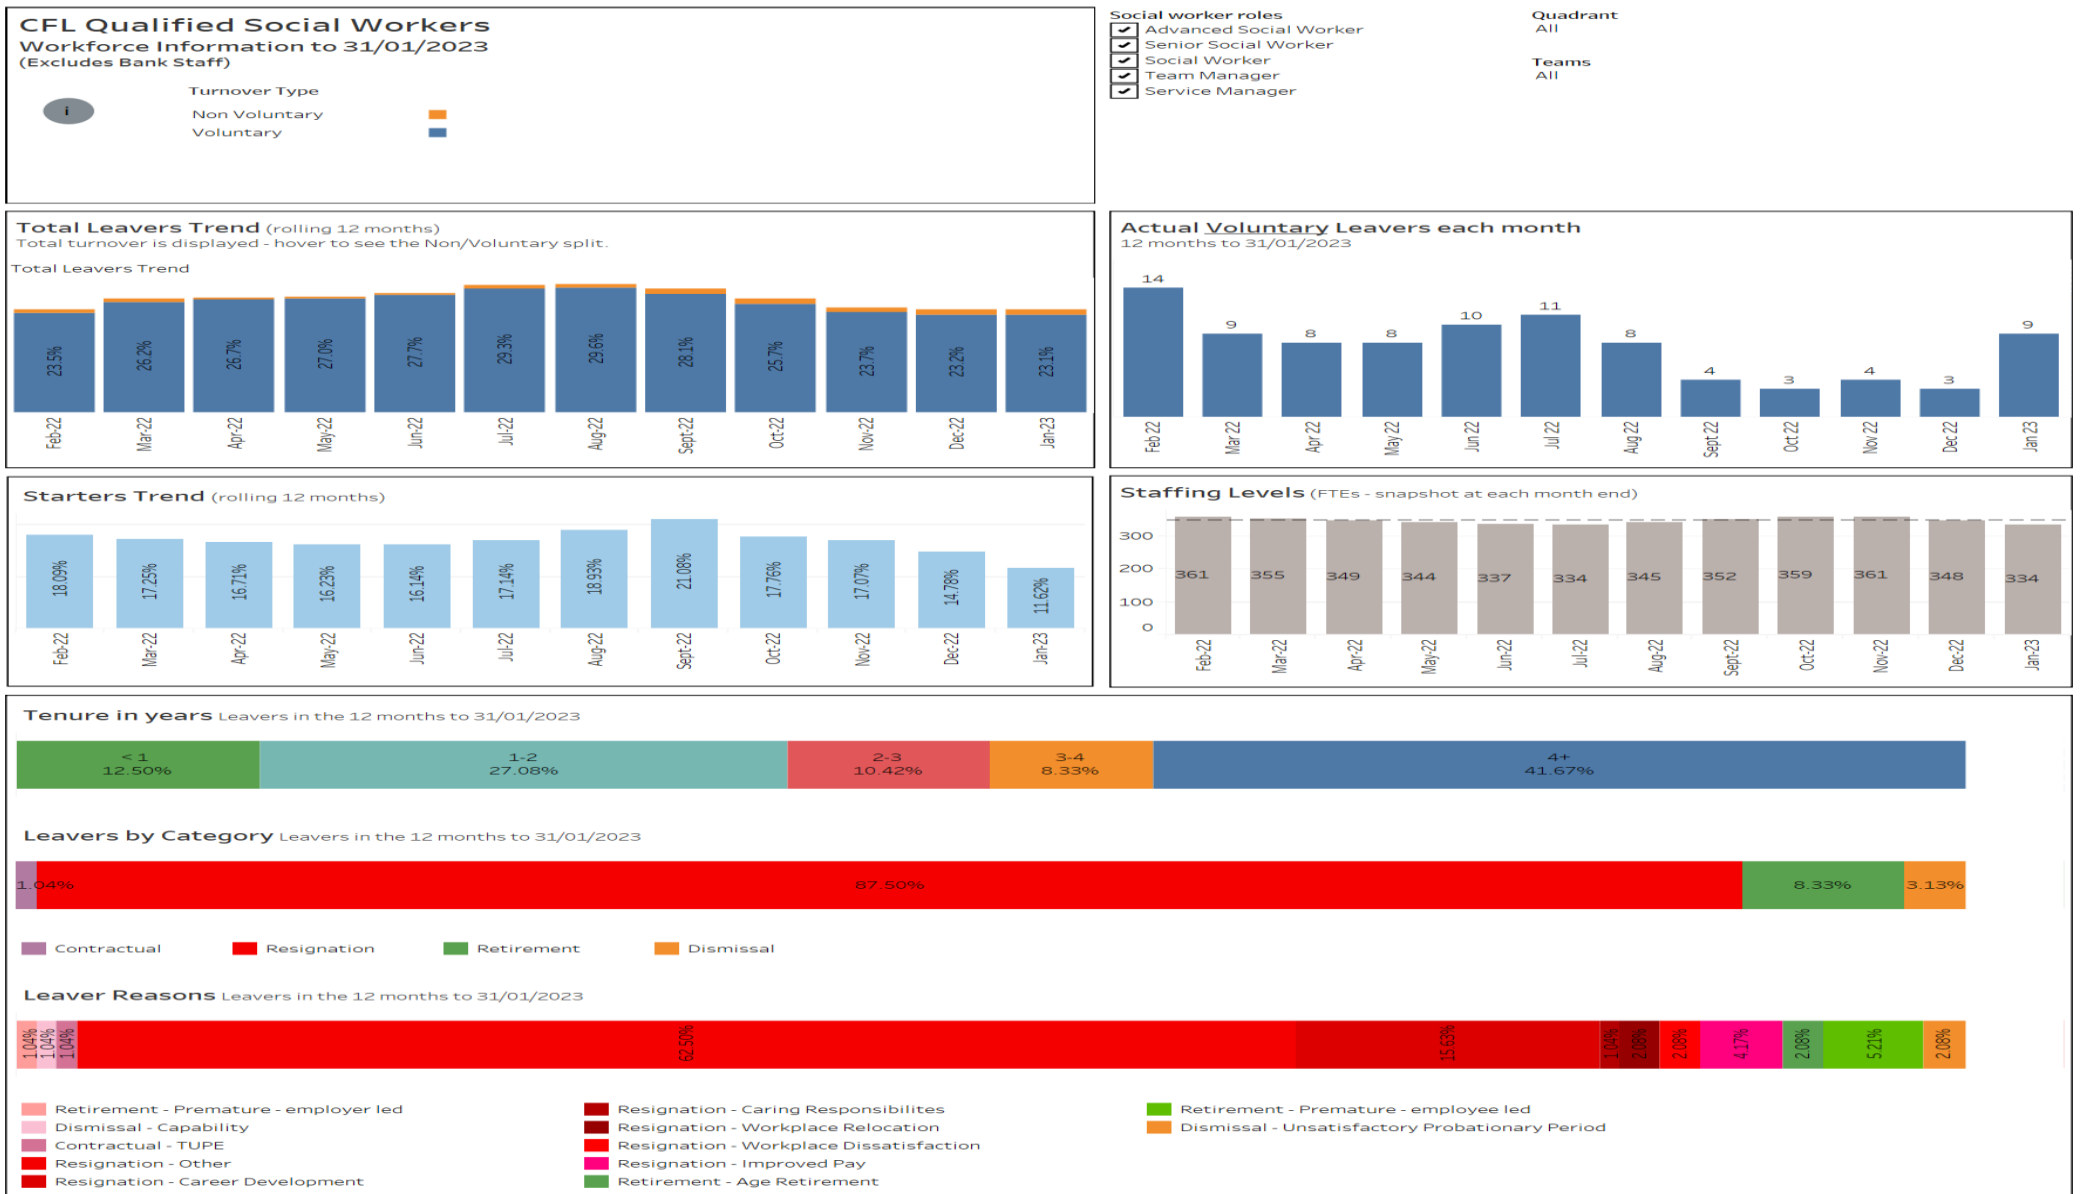 CFL Qualified Social Workers
Workforce Information to 31/01/2023
(Excludes Bank Staff)
i
Turnover Type
Non Voluntary
Voluntary
Social worker roles
Advanced Social Worker
Senior Social Worker
Social Worker
Team Manager
Service Manager
Quadrant
All
Teams
All
Total Leavers Trend (rolling 12 months)
Total turnover is displayed - hover to see the Non/Voluntary split.
Total Leavers Trend
23.5% 26.2% 26.7% 27.0% 27.7% 29.3% 29.6% 28.1% 25.7% 23.7% 23.2% 23.1%
Feb-22 Mar-22 Apr-22 May-22 Jun-22 Jul-22 Aug-22 Sept-22 Oct-22 Nov-22 Dec-22 Jan-23
Actual Voluntary Leavers each month
12 months to 31/01/2023
14 9 8 8 10 11 8 4 3 4 3 9
Feb 22 Mar 22 Apr 22 May 22 Jun 22 Jul 22 Aug 22 Sept 22 Oct 22 Nov 22 Dec 22 Jan 23
Starters Trend (rolling 12 months)
18.09% 17.25% 16.71% 16.23% 16.14% 17.14% 18.93% 21.08% 17.76% 17.07% 14.78% 11.62%
Feb-22 Mar-22 Apr-22 May-22 Jun-22 Jul-22 Aug-22 Sept-22 Oct-22 Nov-22 Dec-22 Jan-23
Staffing Levels (FTEs - snapshot at each month end)
300
200
100
0
361 355 349 344 337 334 345 352 359 361 348 334
Feb-22 Mar-22 Apr-22 May-22 Jun-22 Jul-22 Aug-22 Sept-22 Oct-22 Nov-22 Dec-22 Jan-23
Tenure in years Leavers in the 12 months to 31/01/2023
< 1 1-2 2-3 3-4 4+
12.50% 27.08% 10.42% 8.33% 41.67%
Leavers by Category Leavers in the 12 months to 31/01/2023
1.04% 87.50% 8.33% 3.13%
Contractual Resignation Retirement Dismissal
Leaver Reasons Leavers in the 12 months to 31/01/2023
1.04% 1.04% 1.04% 62.50% 15.63% 1.04% 2.08% 2.08% 4.17% 2.08% 5.21% 2.08%
Retirement - Premature - employer led
Dismissal - Capability
Contractual - TUPE
Resignation - Other
Resignation - Career Development
Resignation - Caring Responsibilites
Resignation - Workplace Relocation
Resignation - Workplace Dissatisfaction
Resignation - Improved Pay
Retirement - Age Retirement
Retirement - Premature - employee led
Dismissal - Unsatisfactory Probationary Period